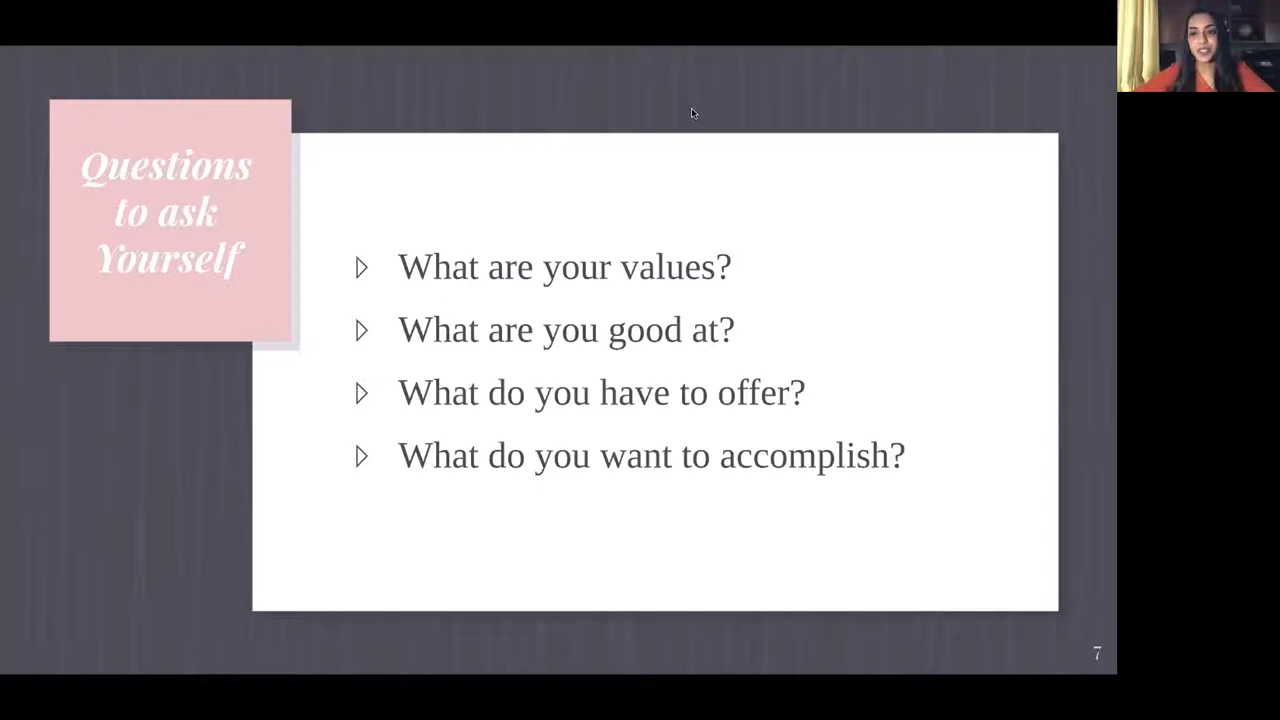 Questions
to ask
Yourself
What are your values?
What are you good at?
What do you have to offer?
What do you want to accomplish?
7